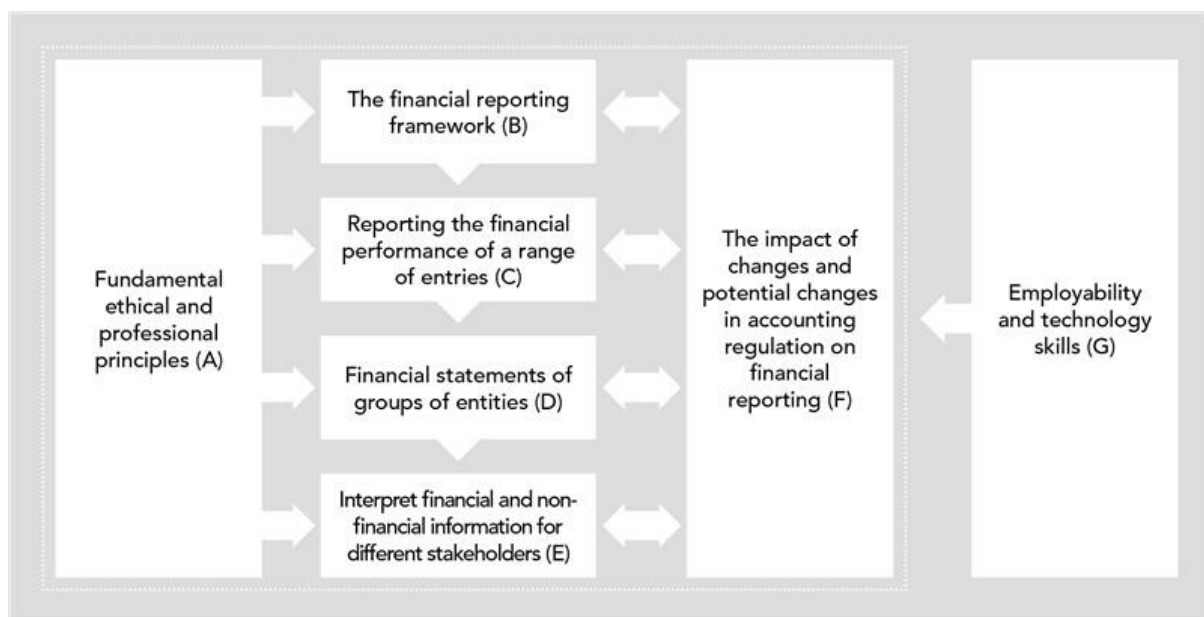 Fundamental
ethical and
professional
principles (A)
The financial reporting
framework (B)
Reporting the financial
performance of a range
of entries (C)
Financial statements of
groups of entities (D)
Interpret financial and non-
financial information for
different stakeholders (E)
The impact of
changes and
potential changes
in accounting
regulation on
financial
reporting (F)
Employability
and technology
skills (G)